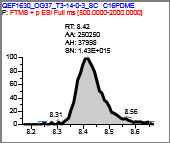 QEF1630_OG37_T3-14-0-3_SC C16PDME
F: FTMS + p ESI Full ms [500.0000-2000.0000]
RT: 8.42
AA: 250250
AH: 37998
SN: 1.43E+015
100
80
60
40
20
0
8.31
8.56
8.2
8.4
8.6
8.8